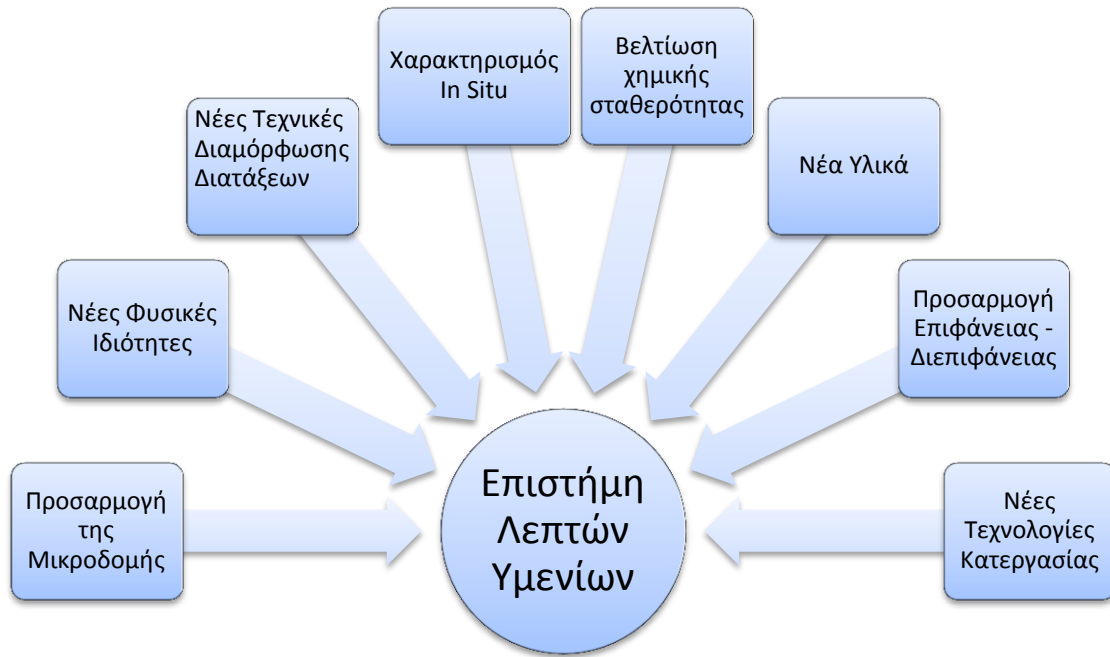 Χαρακτηρισμός
In Situ
Βελτίωση
χημικής
σταθερότητας
Νέες Τεχνικές
Διαμόρφωσης
Διατάξεων
Νέα Υλικά
Νέες Φυσικές
Ιδιότητες
Προσαρμογή
Επιφάνειας -
Διεπιφάνειας
Προσαρμογή
της
Μικροδομής
Επιστήμη
Λεπτών
Υμενίων
Νέες
Τεχνολογίες
Κατεργασίας